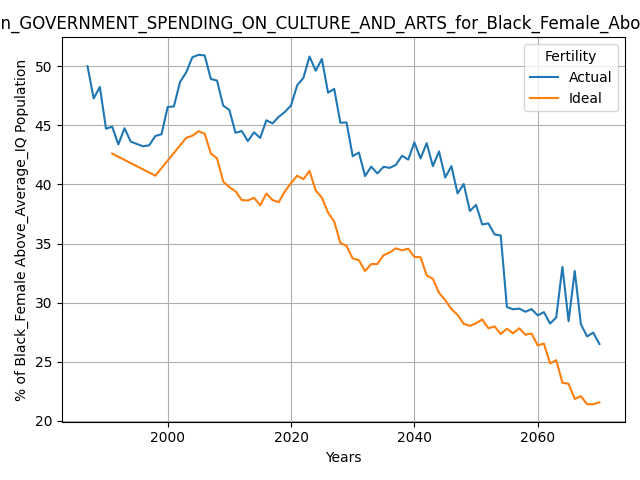 n_GOVERNMENT_SPENDING_ON_CULTURE_AND_ARTS_for_Black_Female_Abo
Fertility
Actual
Ideal
% of Black_Female Above_Average_IQ Population
50
45
40
35
30
25
20
2000
2020
2040
2060
Years